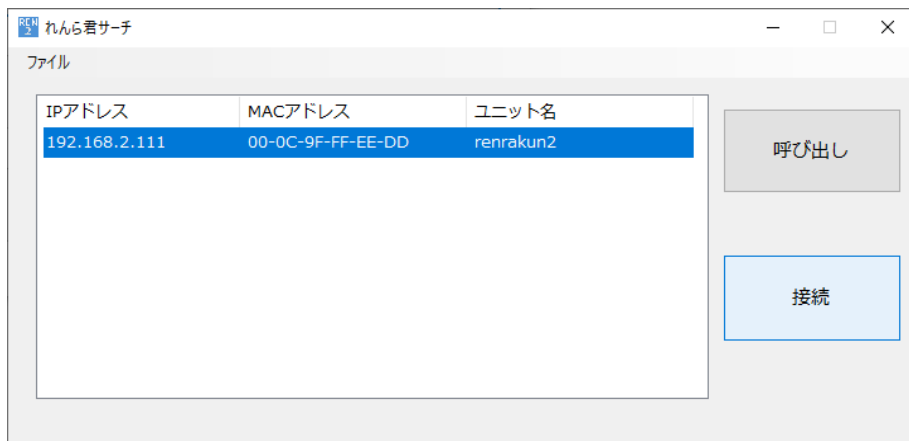 REN
2
れんら君サーチ
ファイル
IPアドレス MACアドレス ユニット名
192.168.2.111 00-0C-9F-FF-EE-DD renrakun2
呼び出し
接続